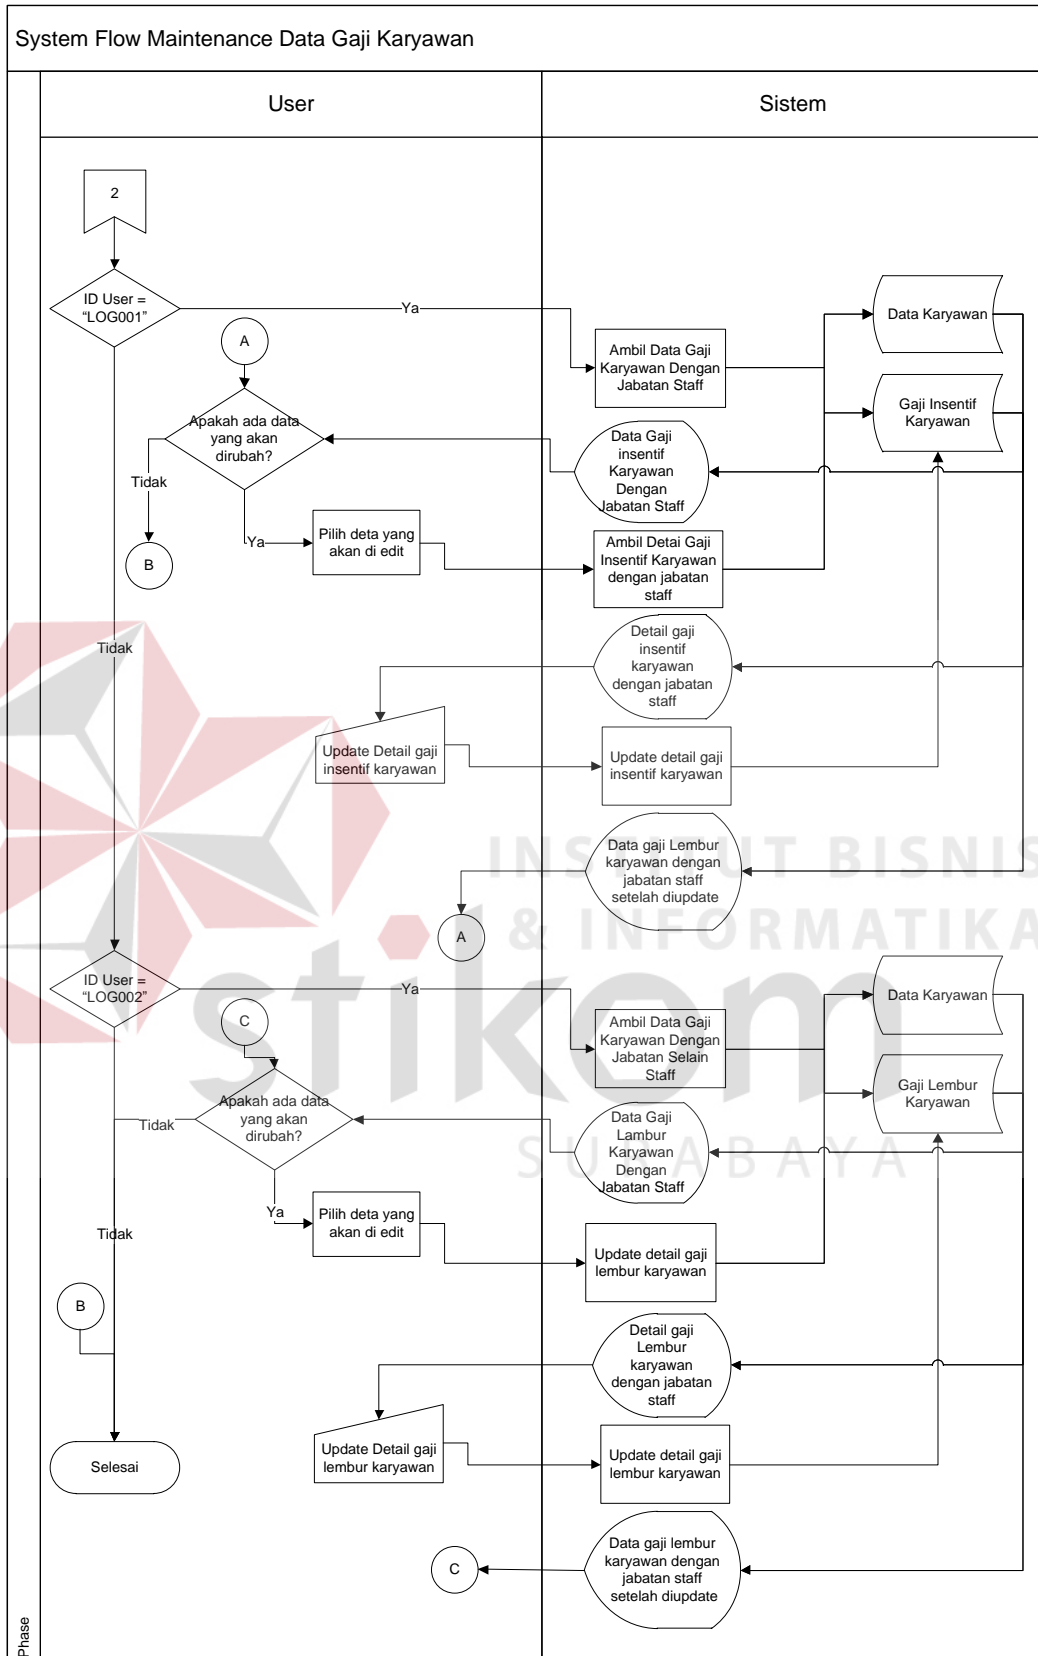 System Flow Maintenance Data Gaji Karyawan
User
Sistem
2
ID User =
“LOG001”
Ya
Data Karyawan
A
Ambil Data Gaji
Karyawan Dengan
Jabatan Staff
Gaji Insentif
Karyawan
Apakah ada data
yang akan
dirubah?
Data Gaji
insentif
Karyawan
Dengan
Jabatan Staff
Tidak
Ya
Pilih deta yang
akan di edit
Ambil Detai Gaji
Insentif Karyawan
dengan jabatan
staff
B
Tidak
Detail gaji
insentif
karyawan
dengan jabatan
staff
Update Detail gaji
insentif karyawan
Update detail gaji
insentif karyawan
Data gaji Lembur
karyawan dengan
jabatan staff
setelah diupdate
A
INSTITUT BISNIS
& INFORMATIKA
stikom
SURABAYA
ID User =
“LOG002”
Ya
Data Karyawan
C
Ambil Data Gaji
Karyawan Dengan
Jabatan Selain
Staff
Gaji Lembur
Karyawan
Apakah ada data
yang akan
dirubah?
Tidak
Data Gaji
Lambur
Karyawan
Dengan
Jabatan Staff
Ya
Pilih deta yang
akan di edit
Tidak
Update detail gaji
lembur karyawan
B
Detail gaji
Lembur
karyawan
dengan jabatan
staff
Update Detail gaji
lembur karyawan
Update detail gaji
lembur karyawan
Selesai
Data gaji lembur
karyawan dengan
jabatan staff
setelah diupdate
C
Phase